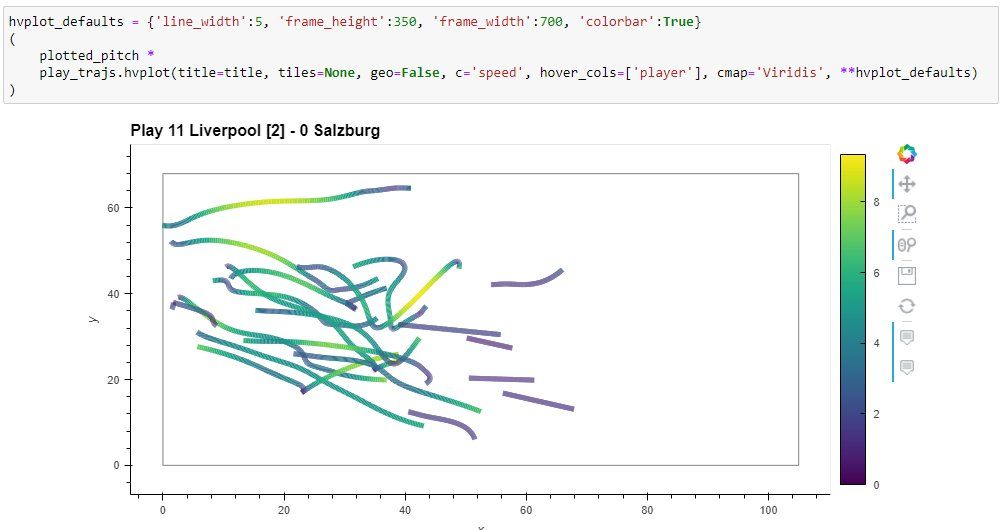 hvplot_defaults = {'line_width':5, 'frame_height':350, 'frame_width':700, 'colorbar':True}
(
    plotted_pitch *
    play_trajs.hvplot(title=title, tiles=None, geo=False, c='speed', hover_cols=['player'], cmap='Viridis', **hvplot_defaults)
)
Play 11 Liverpool [2] - 0 Salzburg
8
60
6
40
y
4
20
2
0
0
0 20 40 60 80 100
x